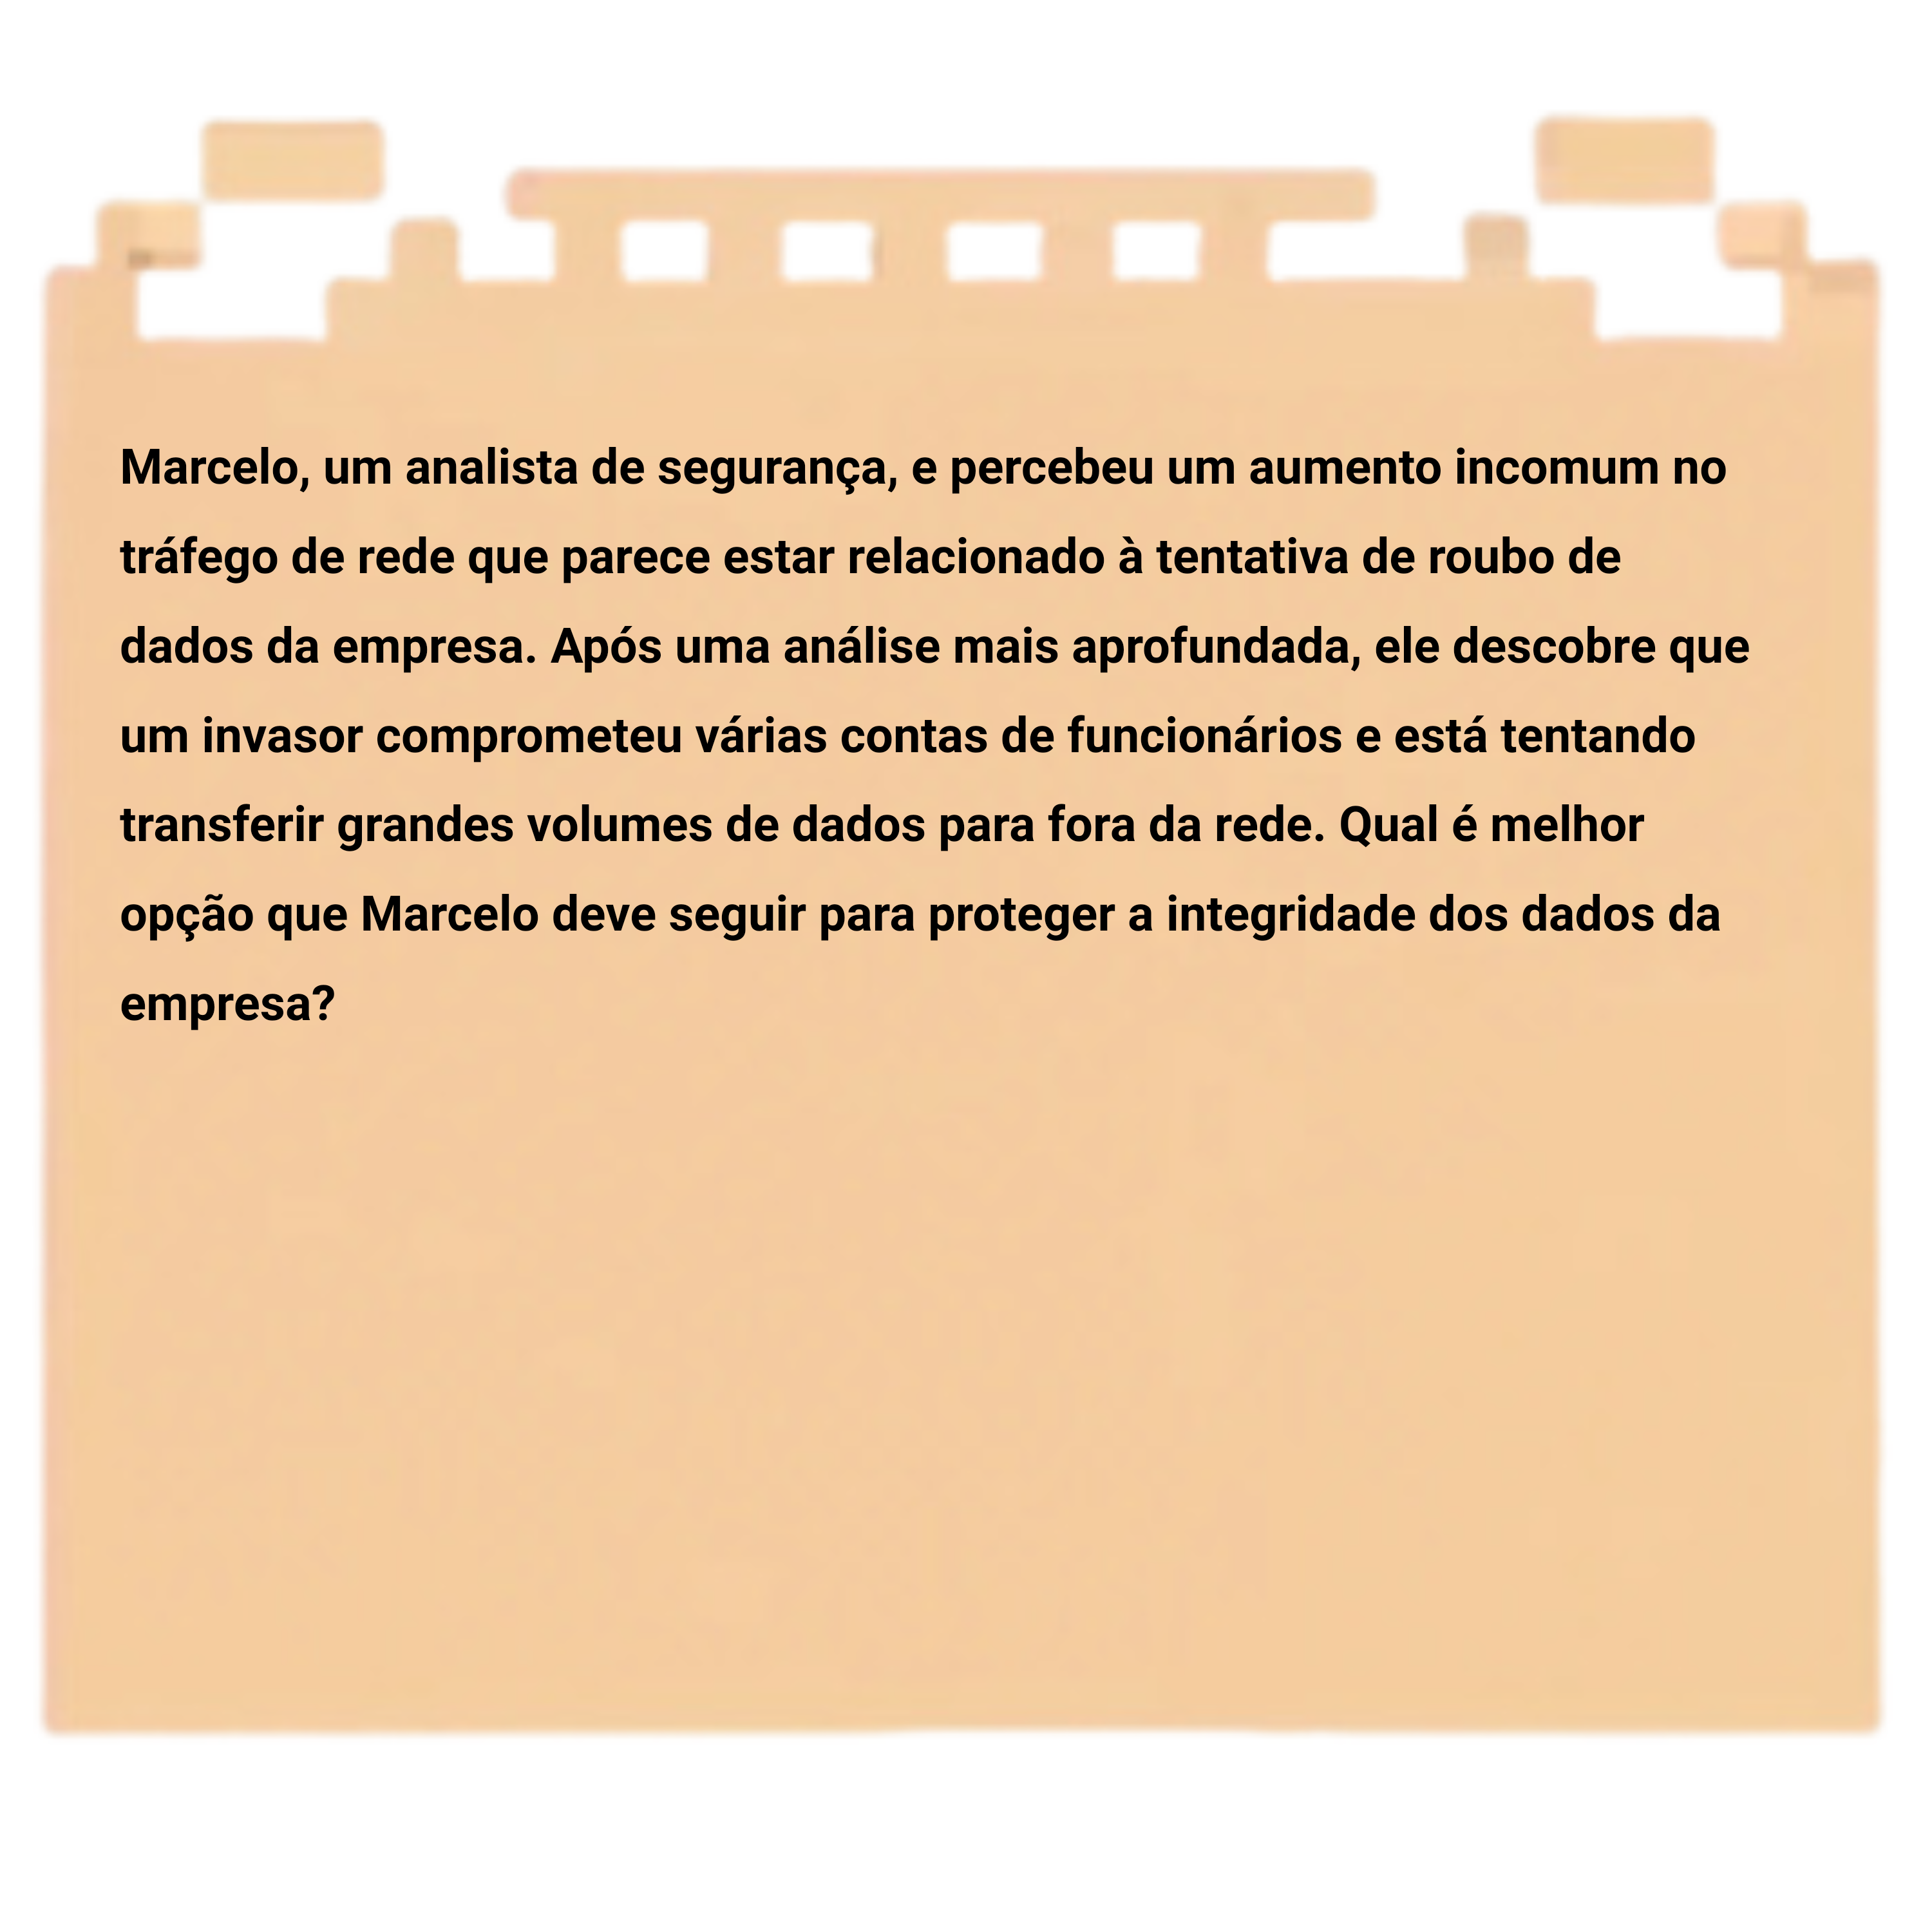 Marcelo, um analista de segurança, e percebeu um aumento incomum no
tráfego de rede que parece estar relacionado à tentativa de roubo de
dados da empresa. Após uma análise mais aprofundada, ele descobre que
um invasor comprometeu várias contas de funcionários e está tentando
transferir grandes volumes de dados para fora da rede. Qual é melhor
opção que Marcelo deve seguir para proteger a integridade dos dados da
empresa?